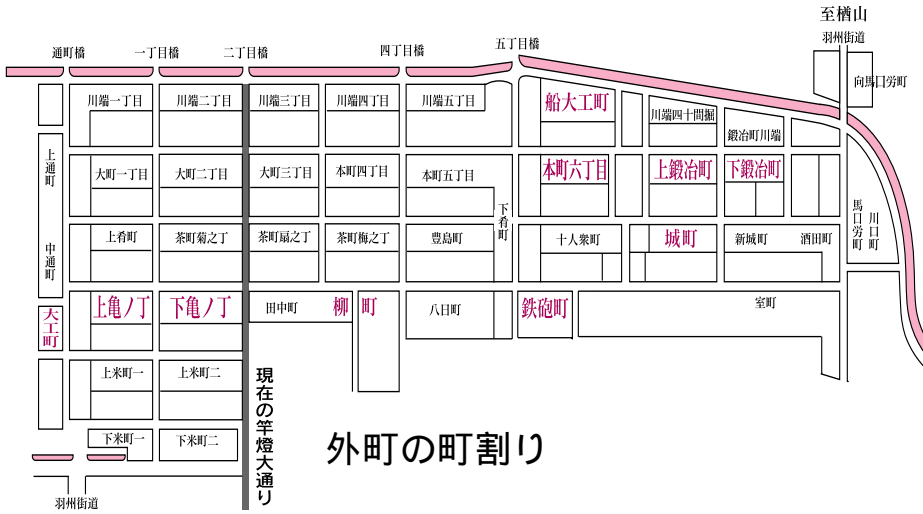 至楢山
羽州街道
通町橋
一丁目橋
二丁目橋
四丁目橋
五丁目橋
向馬口労町
川端一丁目
川端二丁目
川端三丁目
川端四丁目
川端五丁目
船大工町
川端四十間掘
鍛冶町川端
上通町
大町一丁目
大町二丁目
大町三丁目
本町四丁目
本町五丁目
本町六丁目
上鍛冶町
下鍛冶町
下肴町
馬口労町
川口町
中通町
上肴町
茶町菊之丁
茶町扇之丁
茶町梅之丁
豊島町
十人衆町
城町
新城町
酒田町
大工町
上亀ノ丁
下亀ノ丁
田中町
柳町
八日町
鉄砲町
室町
上米町一
上米町二
現在の竿燈大通り
下米町一
下米町二
外町の町割り
羽州街道